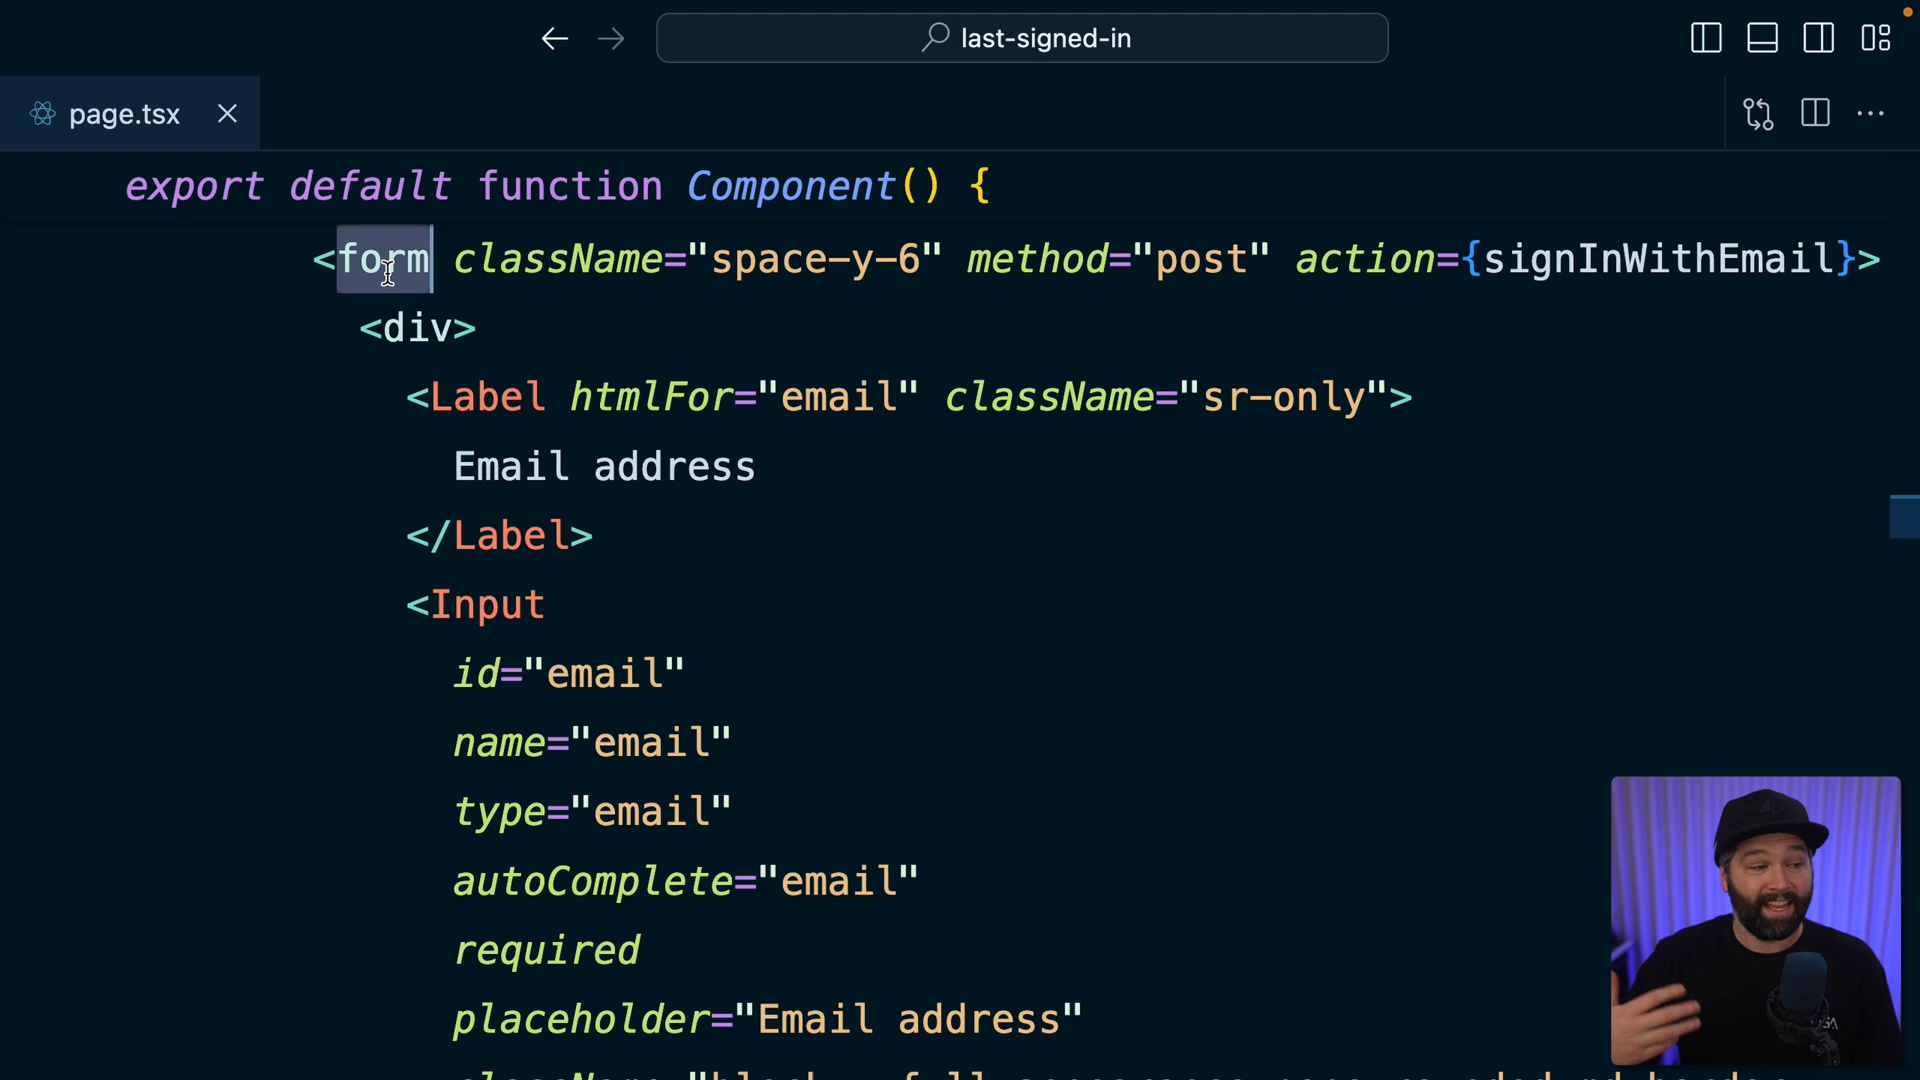 last-signed-in
page.tsx
export default function Component() {
<form className="space-y-6" method="post" action={signInWithEmail}>
<div>
<Label htmlFor="email" className="sr-only">
Email address
</Label>
<Input
id="email"
name="email"
type="email"
autoComplete="email"
required
placeholder="Email address"